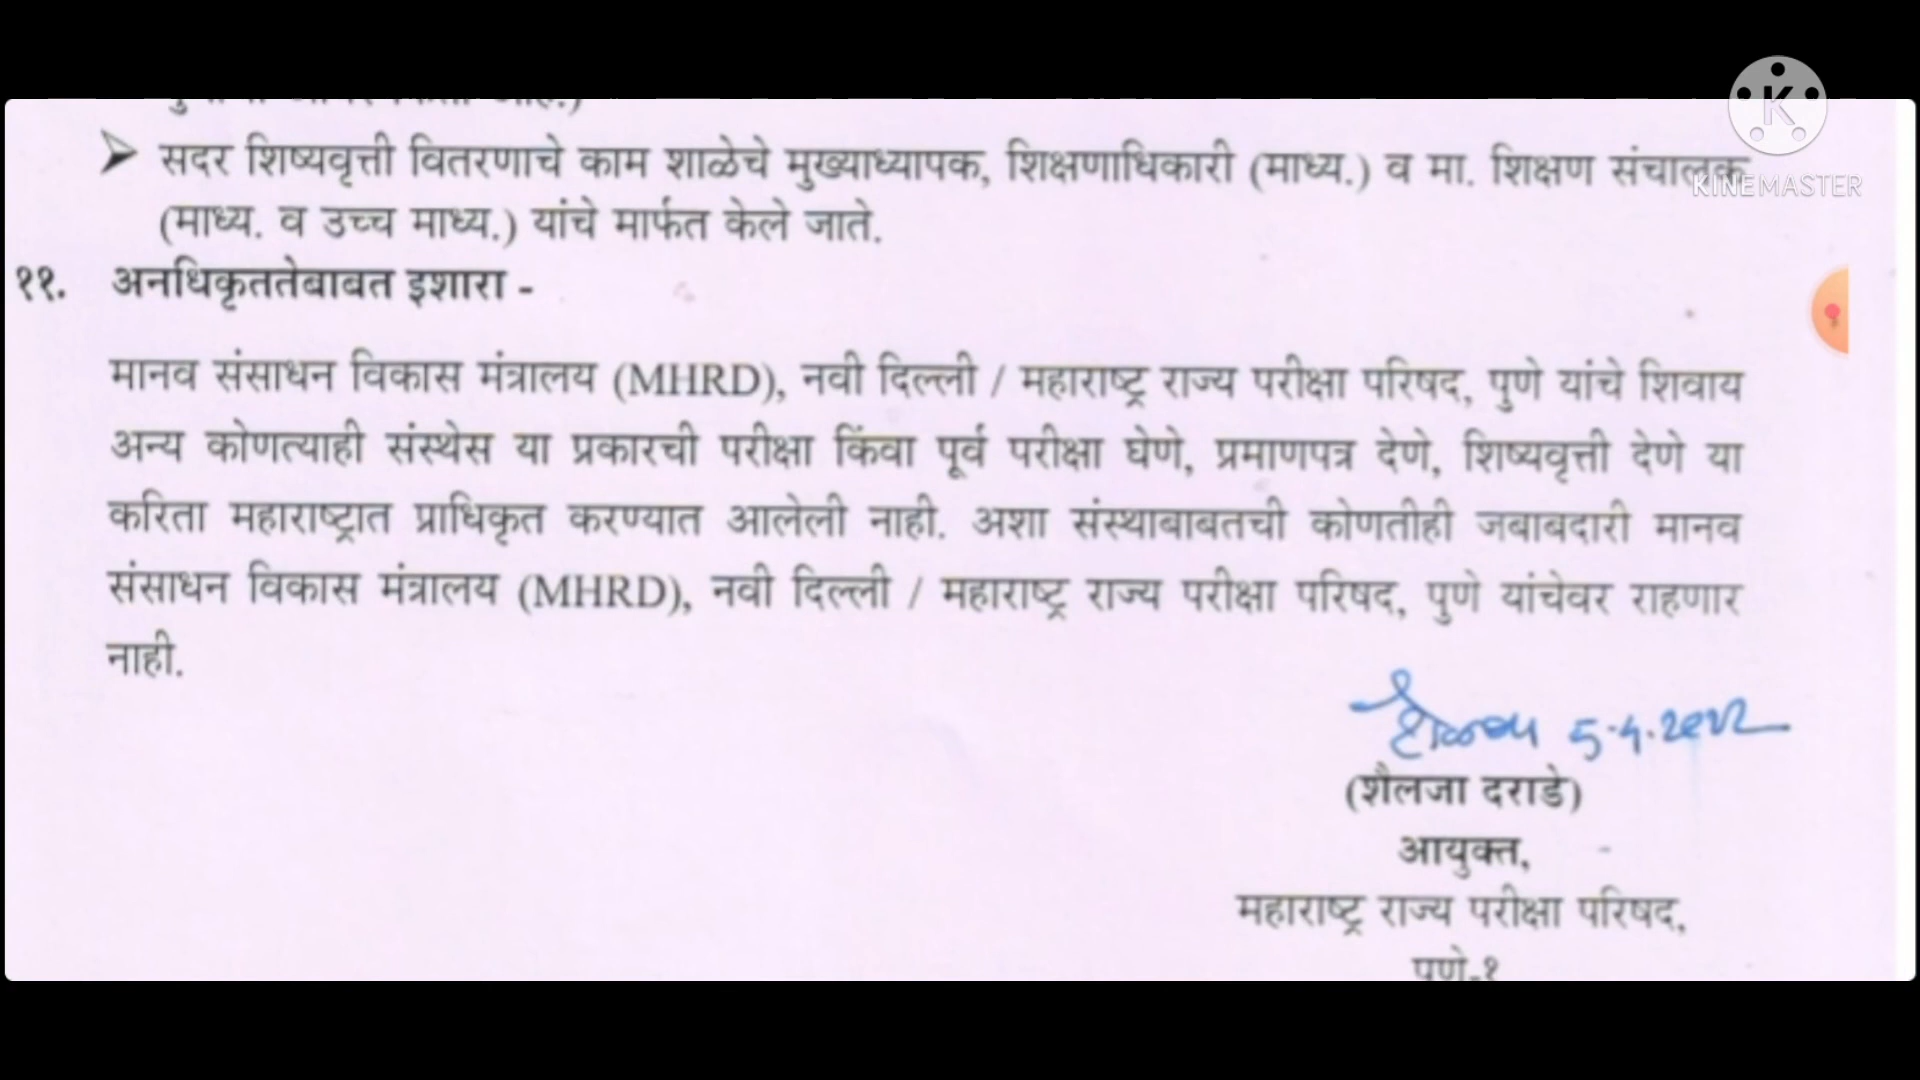 K
KINEMASTER
➤ सदर शिष्यवृत्ती वितरणाचे काम शाळेचे मुख्याध्यापक, शिक्षणाधिकारी (माध्य.) व मा. शिक्षण संचालक
(माध्य. व उच्च माध्य.) यांचे मार्फत केले जाते.
११. अनधिकृततेबाबत इशारा -
मानव संसाधन विकास मंत्रालय (MHRD), नवी दिल्ली / महाराष्ट्र राज्य परीक्षा परिषद, पुणे यांचे शिवाय
अन्य कोणत्याही संस्थेस या प्रकारची परीक्षा किंवा पूर्व परीक्षा घेणे, प्रमाणपत्र देणे, शिष्यवृत्ती देणे या
करिता महाराष्ट्रात प्राधिकृत करण्यात आलेली नाही. अशा संस्थाबाबतची कोणतीही जबाबदारी मानव
संसाधन विकास मंत्रालय (MHRD), नवी दिल्ली / महाराष्ट्र राज्य परीक्षा परिषद, पुणे यांचेवर राहणार
नाही.
5.4.2022
(शैलजा दराडे)
आयुक्त,
महाराष्ट्र राज्य परीक्षा परिषद,
पुणे-१